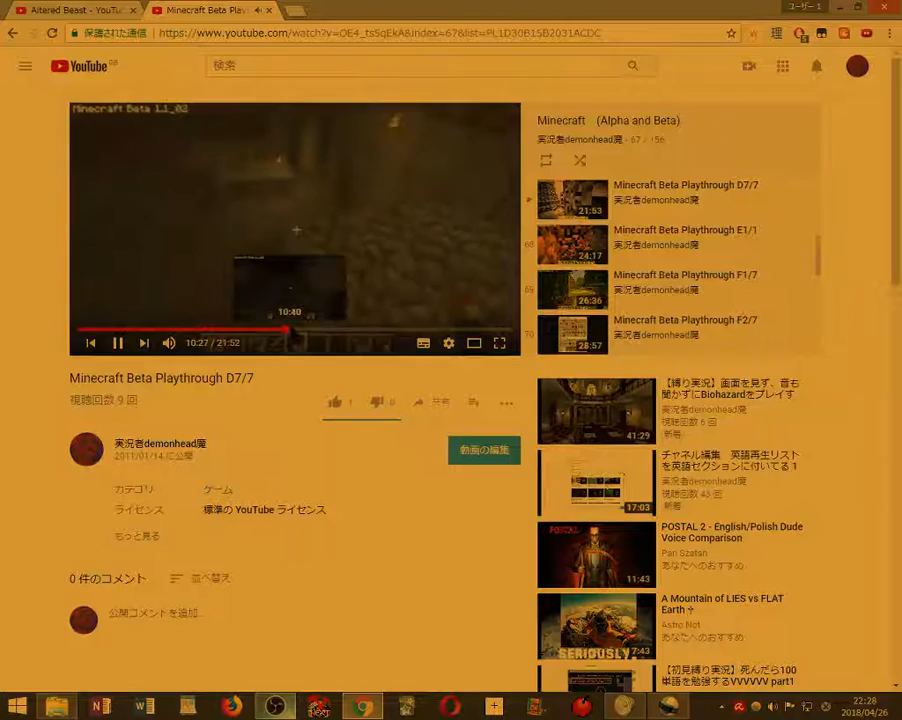 Altered Beast - YouTu
Minecraft Beta Play
ユーザー 1
保護された通信
https://www.youtube.com/watch?v=OE4_ts5qEkA&index=67&list=PL1D30B15B2031ACDC
YouTube GB
検索
Minecraft Beta 1.1_02
10:40
10:27 / 21:52
Minecraft (Alpha and Beta)
実況者demonhead魔 - 67 / 156
Minecraft Beta Playthrough D7/7
実況者demonhead魔
21:53
68
Minecraft Beta Playthrough E1/1
実況者demonhead魔
24:17
69
Minecraft Beta Playthrough F1/7
実況者demonhead魔
26:36
70
Minecraft Beta Playthrough F2/7
実況者demonhead魔
28:57
Minecraft Beta Playthrough D7/7
視聴回数 9 回
1
0
共有
実況者demonhead魔
2011/01/14 に公開
動画の編集
カテゴリ
ゲーム
ライセンス
標準の YouTube ライセンス
もっと見る
0 件のコメント
並べ替え
公開コメントを追加...
【縛り実況】画面を見ず、音も
聞かずにBiohazardをプレイす
実況者demonhead魔
視聴回数 6 回
新着
41:29
チャネル編集 英語再生リスト
を英語セクションに付いてる 1
実況者demonhead魔
視聴回数 43 回
新着
17:03
POSTAL 2 - English/Polish Dude
Voice Comparison
Pan Szatan
あなたへのおすすめ
POSTAL
11:43
A Mountain of LIES vs FLAT
Earth
Astro Not
あなたへのおすすめ
SERIOUSLY.
7:43
【初見縛り実況】死んだら100
単語を勉強するVVVVVV part1
22:28
2018/04/26